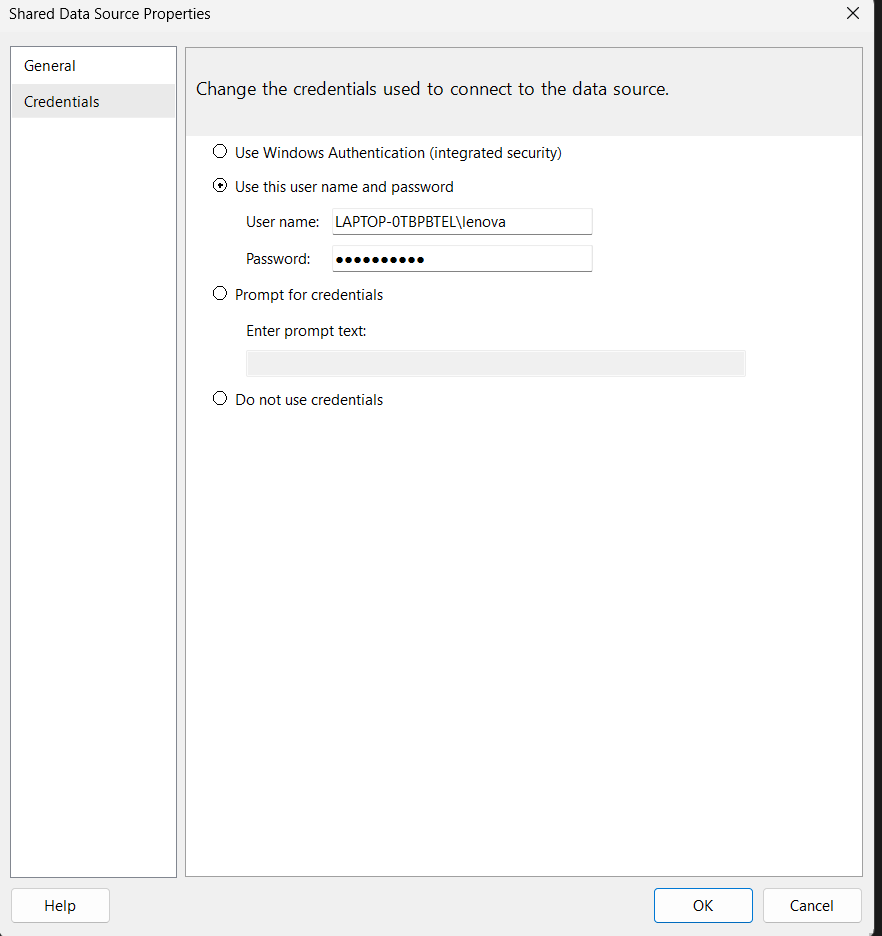 Shared Data Source Properties
General
Credentials
Change the credentials used to connect to the data source.
Use Windows Authentication (integrated security)
Use this user name and password
User name: LAPTOP-0TBPBTEL\lenova
Password: ●●●●●●●●●●
Prompt for credentials
Enter prompt text:
Do not use credentials
Help OK Cancel